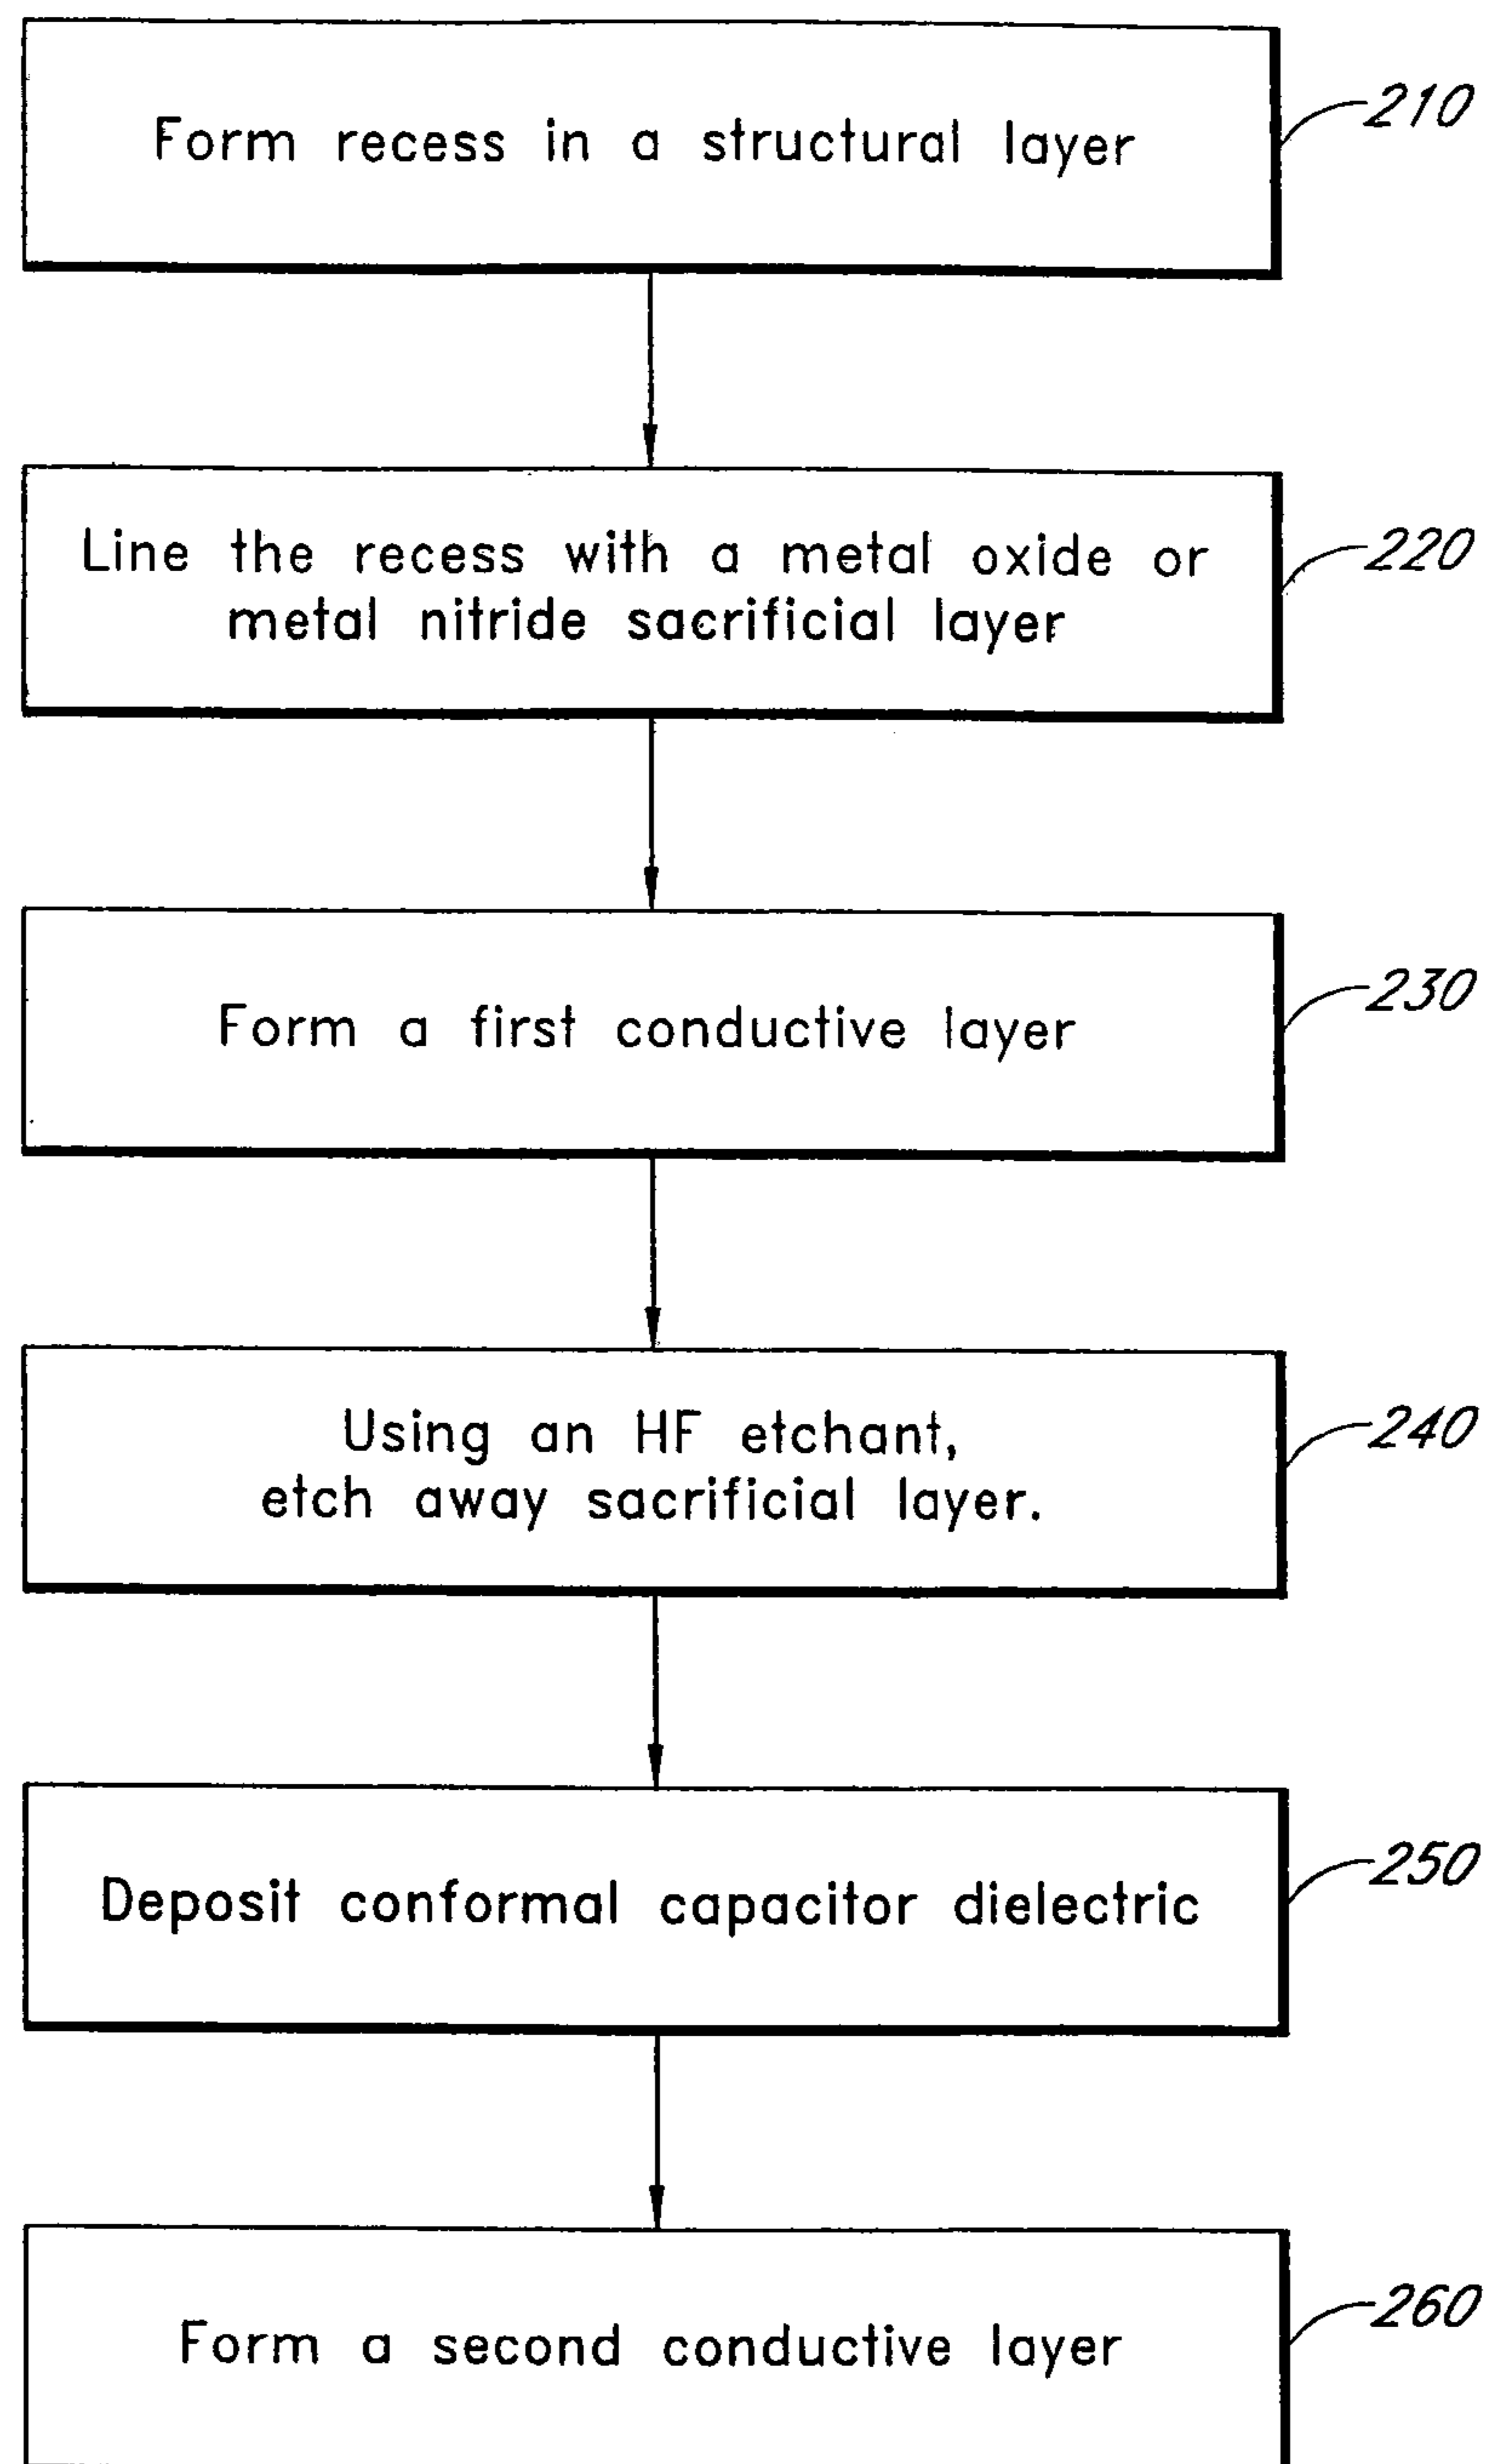 Form recess in a structural layer
210
Line the recess with a metal oxide or
metal nitride sacrificial layer
220
Form a first conductive layer
230
Using an HF etchant,
etch away sacrificial layer.
240
Deposit conformal capacitor dielectric
250
Form a second conductive layer
260